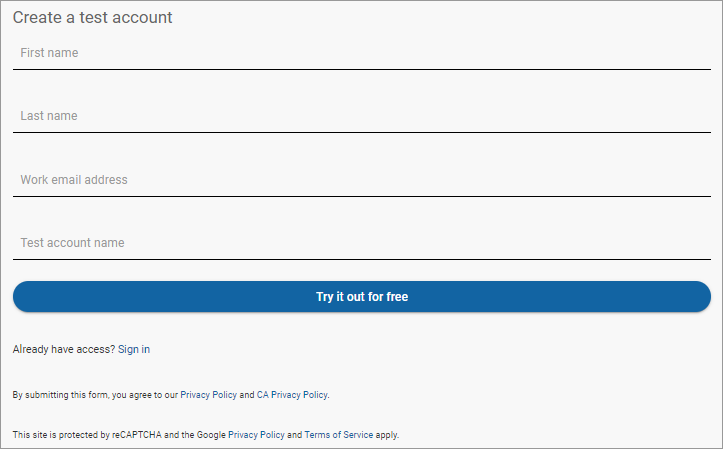 Create a test account
First name
Last name
Work email address
Test account name
Try it out for free
Already have access? Sign in
By submitting this form, you agree to our Privacy Policy and CA Privacy Policy.
This site is protected by reCAPTCHA and the Google Privacy Policy and Terms of Service apply.